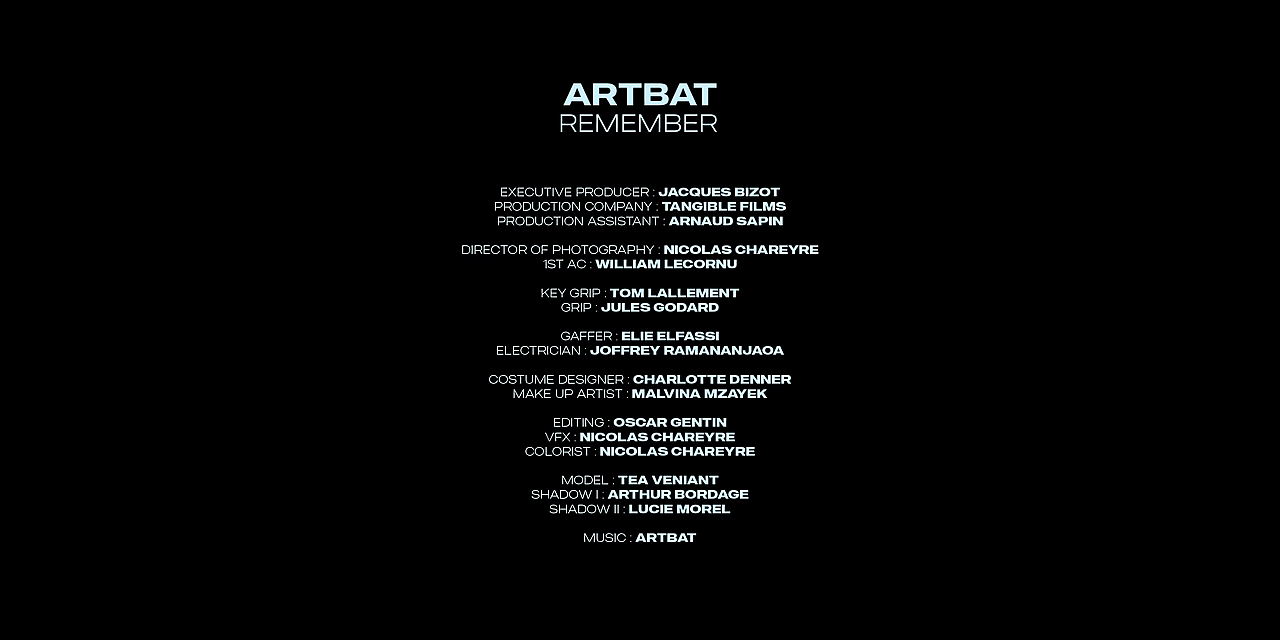 ARTBAT
REMEMBER
EXECUTIVE PRODUCER : JACQUES BIZOT
PRODUCTION COMPANY : TANGIBLE FILMS
PRODUCTION ASSISTANT : ARNAUD SAPIN
DIRECTOR OF PHOTOGRAPHY : NICOLAS CHAREYRE
1ST AC : WILLIAM LECORNU
KEY GRIP : TOM LALLEMENT
GRIP : JULES GODARD
GAFFER : ELIE ELFASSI
ELECTRICIAN : JOFFREY RAMANANJAOA
COSTUME DESIGNER : CHARLOTTE DENNER
MAKE UP ARTIST : MALVINA MZAYEK
EDITING : OSCAR GENTIN
VFX : NICOLAS CHAREYRE
COLORIST : NICOLAS CHAREYRE
MODEL : TEA VENIANT
SHADOW I : ARTHUR BORDAGE
SHADOW II : LUCIE MOREL
MUSIC : ARTBAT